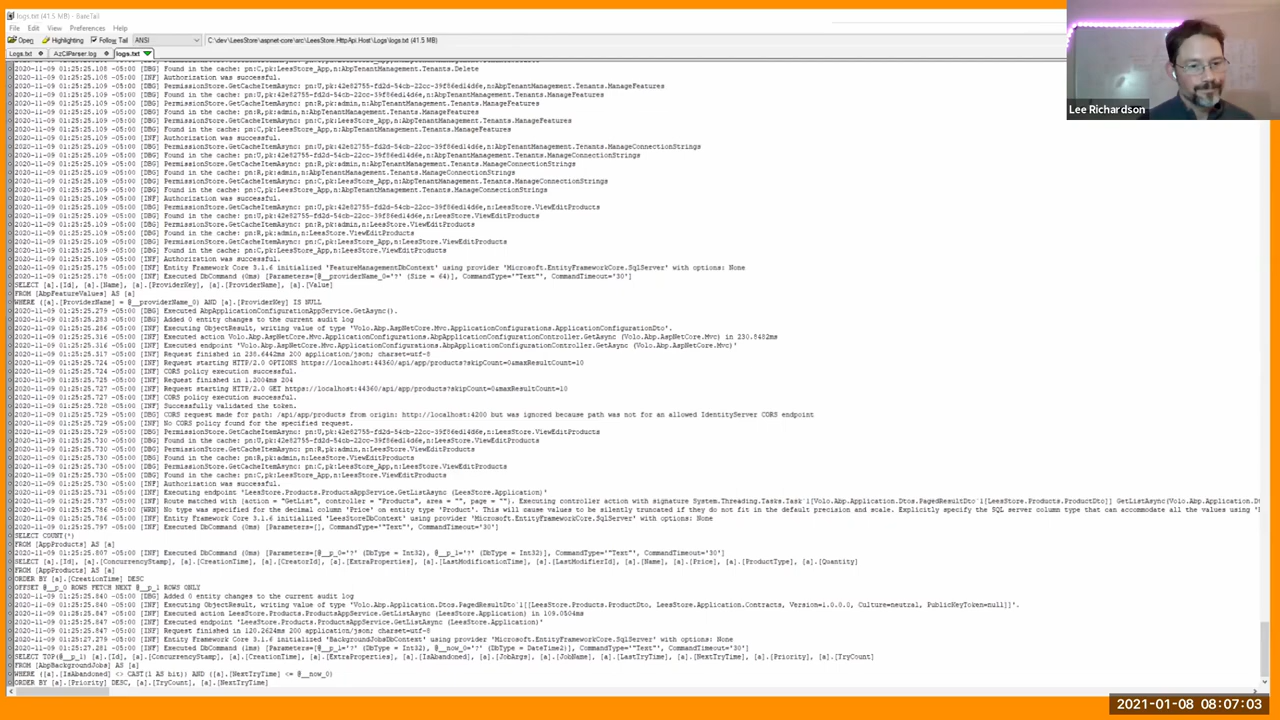 logs.txt (41.5 MB) - BareTail
File Edit View Preferences Help
Open Highlighting Follow Tail ANSI C:\dev\LeesStore\aspnet-core\src\LeesStore.HttpApi.Host\Logs\logs.txt (41.5 MB)
Logs.txt AzCliParser.log logs.txt
2020-11-09 01:25:25.108 -05:00 [DBG] Found in the cache: pn:C,pk:LeesStore_App,n:AbpTenantManagement.Tenants.Delete
2020-11-09 01:25:25.108 -05:00 [INF] Authorization was successful.
2020-11-09 01:25:25.109 -05:00 [DBG] PermissionStore.GetCacheItemAsync: pn:U,pk:42e82755-fd2d-54cb-22cc-39f86ed14d6e,n:AbpTenantManagement.Tenants.ManageFeatures
2020-11-09 01:25:25.109 -05:00 [DBG] Found in the cache: pn:U,pk:42e82755-fd2d-54cb-22cc-39f86ed14d6e,n:AbpTenantManagement.Tenants.ManageFeatures
2020-11-09 01:25:25.109 -05:00 [DBG] PermissionStore.GetCacheItemAsync: pn:R,pk:admin,n:AbpTenantManagement.Tenants.ManageFeatures
2020-11-09 01:25:25.109 -05:00 [DBG] Found in the cache: pn:R,pk:admin,n:AbpTenantManagement.Tenants.ManageFeatures
2020-11-09 01:25:25.109 -05:00 [DBG] PermissionStore.GetCacheItemAsync: pn:C,pk:LeesStore_App,n:AbpTenantManagement.Tenants.ManageFeatures
2020-11-09 01:25:25.109 -05:00 [DBG] Found in the cache: pn:C,pk:LeesStore_App,n:AbpTenantManagement.Tenants.ManageFeatures
2020-11-09 01:25:25.109 -05:00 [INF] Authorization was successful.
2020-11-09 01:25:25.109 -05:00 [DBG] PermissionStore.GetCacheItemAsync: pn:U,pk:42e82755-fd2d-54cb-22cc-39f86ed14d6e,n:AbpTenantManagement.Tenants.ManageConnectionStrings
2020-11-09 01:25:25.109 -05:00 [DBG] Found in the cache: pn:U,pk:42e82755-fd2d-54cb-22cc-39f86ed14d6e,n:AbpTenantManagement.Tenants.ManageConnectionStrings
2020-11-09 01:25:25.109 -05:00 [DBG] PermissionStore.GetCacheItemAsync: pn:R,pk:admin,n:AbpTenantManagement.Tenants.ManageConnectionStrings
2020-11-09 01:25:25.109 -05:00 [DBG] Found in the cache: pn:R,pk:admin,n:AbpTenantManagement.Tenants.ManageConnectionStrings
2020-11-09 01:25:25.109 -05:00 [DBG] PermissionStore.GetCacheItemAsync: pn:C,pk:LeesStore_App,n:AbpTenantManagement.Tenants.ManageConnectionStrings
2020-11-09 01:25:25.109 -05:00 [DBG] Found in the cache: pn:C,pk:LeesStore_App,n:AbpTenantManagement.Tenants.ManageConnectionStrings
2020-11-09 01:25:25.109 -05:00 [INF] Authorization was successful.
2020-11-09 01:25:25.109 -05:00 [DBG] PermissionStore.GetCacheItemAsync: pn:U,pk:42e82755-fd2d-54cb-22cc-39f86ed14d6e,n:LeesStore.ViewEditProducts
2020-11-09 01:25:25.109 -05:00 [DBG] Found in the cache: pn:U,pk:42e82755-fd2d-54cb-22cc-39f86ed14d6e,n:LeesStore.ViewEditProducts
2020-11-09 01:25:25.109 -05:00 [DBG] PermissionStore.GetCacheItemAsync: pn:R,pk:admin,n:LeesStore.ViewEditProducts
2020-11-09 01:25:25.109 -05:00 [DBG] Found in the cache: pn:R,pk:admin,n:LeesStore.ViewEditProducts
2020-11-09 01:25:25.109 -05:00 [DBG] PermissionStore.GetCacheItemAsync: pn:C,pk:LeesStore_App,n:LeesStore.ViewEditProducts
2020-11-09 01:25:25.109 -05:00 [DBG] Found in the cache: pn:C,pk:LeesStore_App,n:LeesStore.ViewEditProducts
2020-11-09 01:25:25.109 -05:00 [INF] Authorization was successful.
2020-11-09 01:25:25.175 -05:00 [INF] Entity Framework Core 3.1.6 initialized 'FeatureManagementDbContext' using provider 'Microsoft.EntityFrameworkCore.SqlServer' with options: None
2020-11-09 01:25:25.176 -05:00 [INF] Executed DbCommand (0ms) [Parameters=[@__providerName_0='?' (Size = 64)], CommandType='"Text"', CommandTimeout='30']
SELECT [a].[Id], [a].[Name], [a].[ProviderKey], [a].[ProviderName], [a].[Value]
FROM [AbpFeatureValues] AS [a]
WHERE ([a].[ProviderName] = @__providerName_0) AND [a].[ProviderKey] IS NULL
2020-11-09 01:25:25.279 -05:00 [DBG] Executed AbpApplicationConfigurationAppService.GetAsync().
2020-11-09 01:25:25.283 -05:00 [DBG] Added 0 entity changes to the current audit log
2020-11-09 01:25:25.286 -05:00 [INF] Executing ObjectResult, writing value of type 'Volo.Abp.AspNetCore.Mvc.ApplicationConfigurations.ApplicationConfigurationDto'.
2020-11-09 01:25:25.316 -05:00 [INF] Executed action Volo.Abp.AspNetCore.Mvc.ApplicationConfigurations.AbpApplicationConfigurationController.GetAsync (Volo.Abp.AspNetCore.Mvc) in 230.8482ms
2020-11-09 01:25:25.316 -05:00 [INF] Executed endpoint 'Volo.Abp.AspNetCore.Mvc.ApplicationConfigurations.AbpApplicationConfigurationController.GetAsync (Volo.Abp.AspNetCore.Mvc)'
2020-11-09 01:25:25.317 -05:00 [INF] Request finished in 238.6442ms 200 application/json; charset=utf-8
2020-11-09 01:25:25.724 -05:00 [INF] Request starting HTTP/2.0 OPTIONS https://localhost:44360/api/app/products?skipCount=0&maxResultCount=10
2020-11-09 01:25:25.724 -05:00 [INF] CORS policy execution successful.
2020-11-09 01:25:25.725 -05:00 [INF] Request finished in 1.2004ms 204
2020-11-09 01:25:25.727 -05:00 [INF] Request starting HTTP/2.0 GET https://localhost:44360/api/app/products?skipCount=0&maxResultCount=10
2020-11-09 01:25:25.727 -05:00 [INF] CORS policy execution successful.
2020-11-09 01:25:25.728 -05:00 [INF] Successfully validated the token.
2020-11-09 01:25:25.729 -05:00 [DBG] CORS request made for path: /api/app/products from origin: http://localhost:4200 but was ignored because path was not for an allowed IdentityServer CORS endpoint
2020-11-09 01:25:25.729 -05:00 [INF] No CORS policy found for the specified request.
2020-11-09 01:25:25.729 -05:00 [DBG] PermissionStore.GetCacheItemAsync: pn:U,pk:42e82755-fd2d-54cb-22cc-39f86ed14d6e,n:LeesStore.ViewEditProducts
2020-11-09 01:25:25.730 -05:00 [DBG] Found in the cache: pn:U,pk:42e82755-fd2d-54cb-22cc-39f86ed14d6e,n:LeesStore.ViewEditProducts
2020-11-09 01:25:25.730 -05:00 [DBG] PermissionStore.GetCacheItemAsync: pn:R,pk:admin,n:LeesStore.ViewEditProducts
2020-11-09 01:25:25.730 -05:00 [DBG] Found in the cache: pn:R,pk:admin,n:LeesStore.ViewEditProducts
2020-11-09 01:25:25.730 -05:00 [DBG] PermissionStore.GetCacheItemAsync: pn:C,pk:LeesStore_App,n:LeesStore.ViewEditProducts
2020-11-09 01:25:25.730 -05:00 [DBG] Found in the cache: pn:C,pk:LeesStore_App,n:LeesStore.ViewEditProducts
2020-11-09 01:25:25.730 -05:00 [INF] Authorization was successful.
2020-11-09 01:25:25.731 -05:00 [INF] Executing endpoint 'LeesStore.Products.ProductsAppService.GetListAsync (LeesStore.Application)'
2020-11-09 01:25:25.731 -05:00 [INF] Route matched with {action = "GetList", controller = "Products", area = "", page = ""}. Executing controller action with signature System.Threading.Tasks.Task`1[Volo.Abp.Application.Dtos.PagedResultDto`1[LeesStore.Products.ProductDto]] GetListAsync(Volo.Abp.Application.Dt
2020-11-09 01:25:25.786 -05:00 [WRN] No type was specified for the decimal column 'Price' on entity type 'Product'. This will cause values to be silently truncated if they do not fit in the default precision and scale. Explicitly specify the SQL server column type that can accommodate all the values using 'H
2020-11-09 01:25:25.786 -05:00 [INF] Entity Framework Core 3.1.6 initialized 'LeesStoreDbContext' using provider 'Microsoft.EntityFrameworkCore.SqlServer' with options: None
2020-11-09 01:25:25.797 -05:00 [INF] Executed DbCommand (0ms) [Parameters=[], CommandType='"Text"', CommandTimeout='30']
SELECT COUNT(*)
FROM [AppProducts] AS [a]
2020-11-09 01:25:25.807 -05:00 [INF] Executed DbCommand (0ms) [Parameters=[@__p_0='?' (DbType = Int32), @__p_1='?' (DbType = Int32)], CommandType='"Text"', CommandTimeout='30']
SELECT [a].[Id], [a].[ConcurrencyStamp], [a].[CreationTime], [a].[CreatorId], [a].[ExtraProperties], [a].[LastModificationTime], [a].[LastModifierId], [a].[Name], [a].[Price], [a].[ProductType], [a].[Quantity]
FROM [AppProducts] AS [a]
ORDER BY [a].[CreationTime] DESC
OFFSET @__p_0 ROWS FETCH NEXT @__p_1 ROWS ONLY
2020-11-09 01:25:25.840 -05:00 [DBG] Added 0 entity changes to the current audit log
2020-11-09 01:25:25.840 -05:00 [INF] Executing ObjectResult, writing value of type 'Volo.Abp.Application.Dtos.PagedResultDto`1[[LeesStore.Products.ProductDto, LeesStore.Application.Contracts, Version=1.0.0.0, Culture=neutral, PublicKeyToken=null]]'.
2020-11-09 01:25:25.847 -05:00 [INF] Executed action LeesStore.Products.ProductsAppService.GetListAsync (LeesStore.Application) in 109.0504ms
2020-11-09 01:25:25.847 -05:00 [INF] Executed endpoint 'LeesStore.Products.ProductsAppService.GetListAsync (LeesStore.Application)'
2020-11-09 01:25:25.847 -05:00 [INF] Request finished in 120.2624ms 200 application/json; charset=utf-8
2020-11-09 01:25:27.279 -05:00 [INF] Entity Framework Core 3.1.6 initialized 'BackgroundJobsDbContext' using provider 'Microsoft.EntityFrameworkCore.SqlServer' with options: None
2020-11-09 01:25:27.281 -05:00 [INF] Executed DbCommand (1ms) [Parameters=[@__p_1='?' (DbType = Int32), @__now_0='?' (DbType = DateTime2)], CommandType='"Text"', CommandTimeout='30']
SELECT TOP(@__p_1) [a].[Id], [a].[ConcurrencyStamp], [a].[CreationTime], [a].[ExtraProperties], [a].[IsAbandoned], [a].[JobArgs], [a].[JobName], [a].[LastTryTime], [a].[NextTryTime], [a].[Priority], [a].[TryCount]
FROM [AbpBackgroundJobs] AS [a]
WHERE ([a].[IsAbandoned] <> CAST(1 AS bit)) AND ([a].[NextTryTime] <= @__now_0)
ORDER BY [a].[Priority] DESC, [a].[TryCount], [a].[NextTryTime]
Lee Richardson
2021-01-08 08:07:03